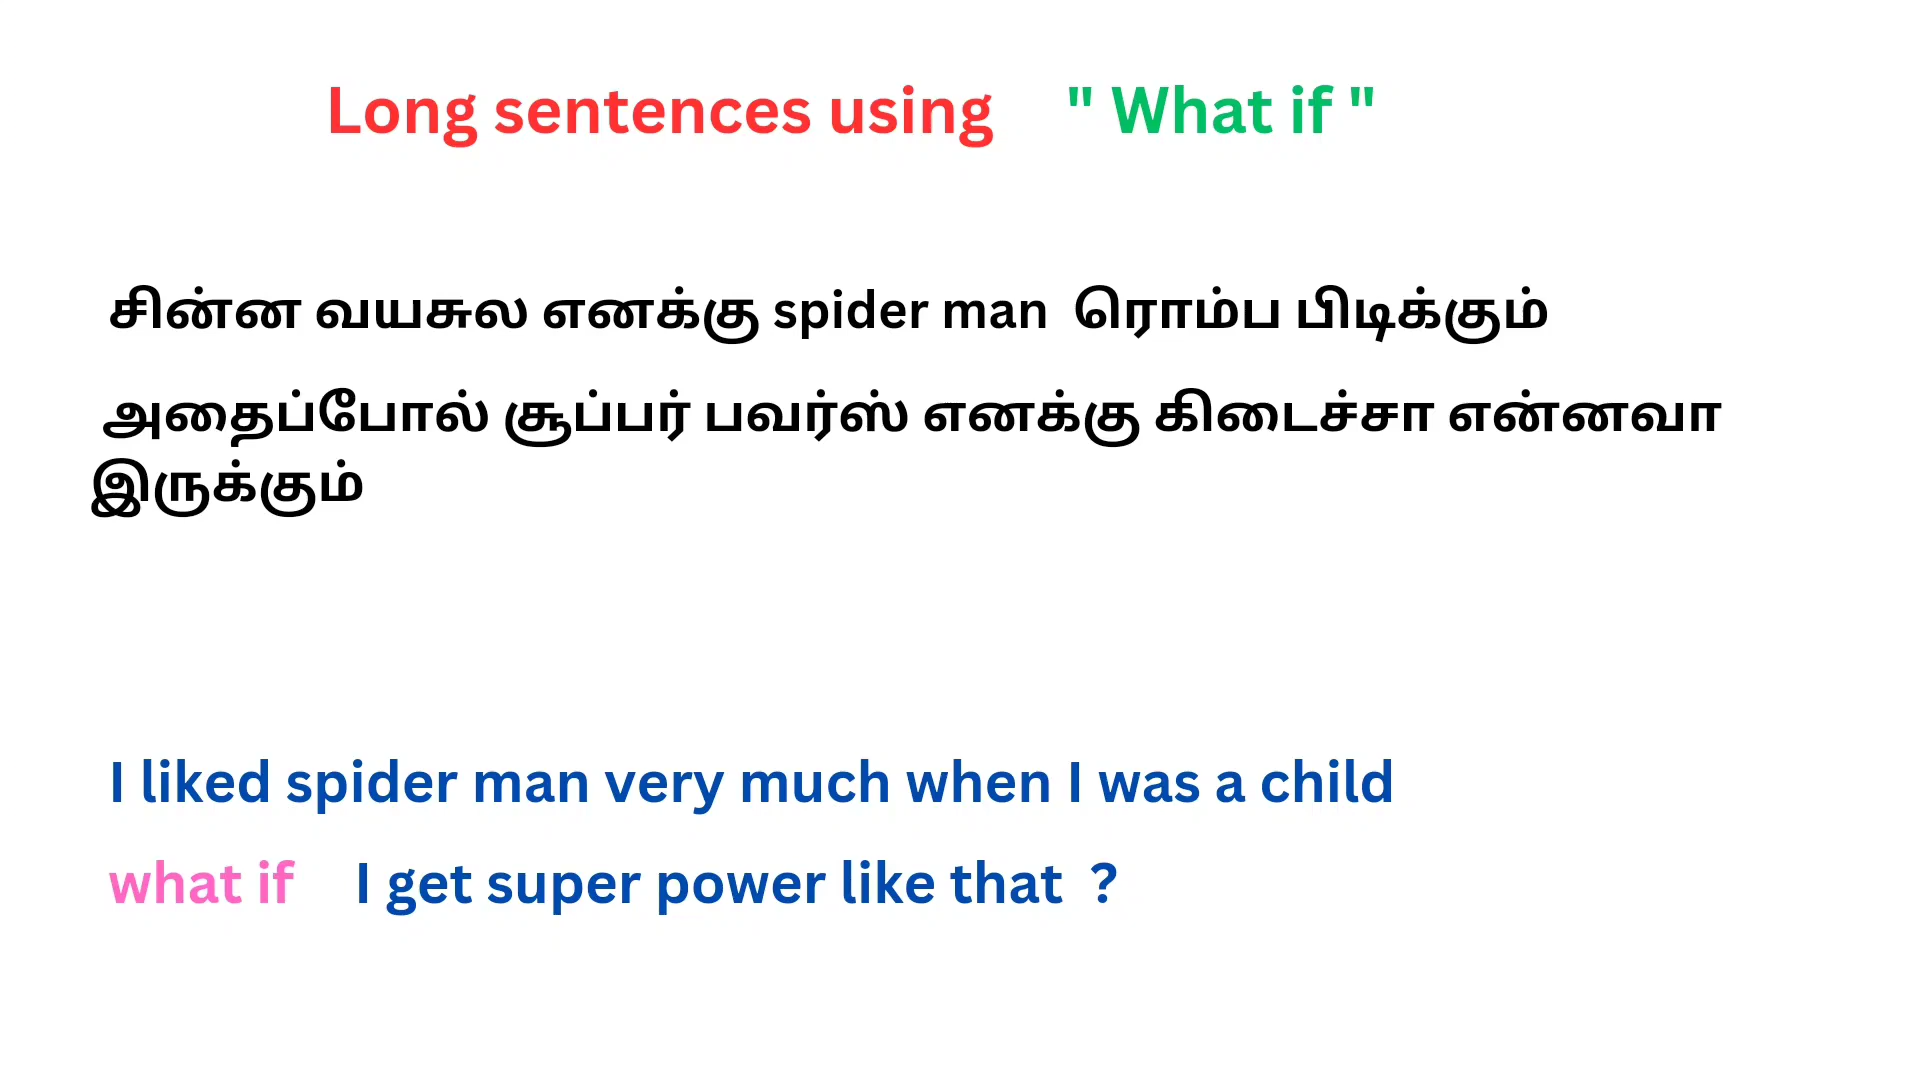 Long sentences using " What if "
சின்ன வயசுல எனக்கு spider man ரொம்ப பிடிக்கும்
அதைப்போல் சூப்பர் பவர்ஸ் எனக்கு கிடைச்சா என்னவா
இருக்கும்
I liked spider man very much when I was a child
what if I get super power like that ?